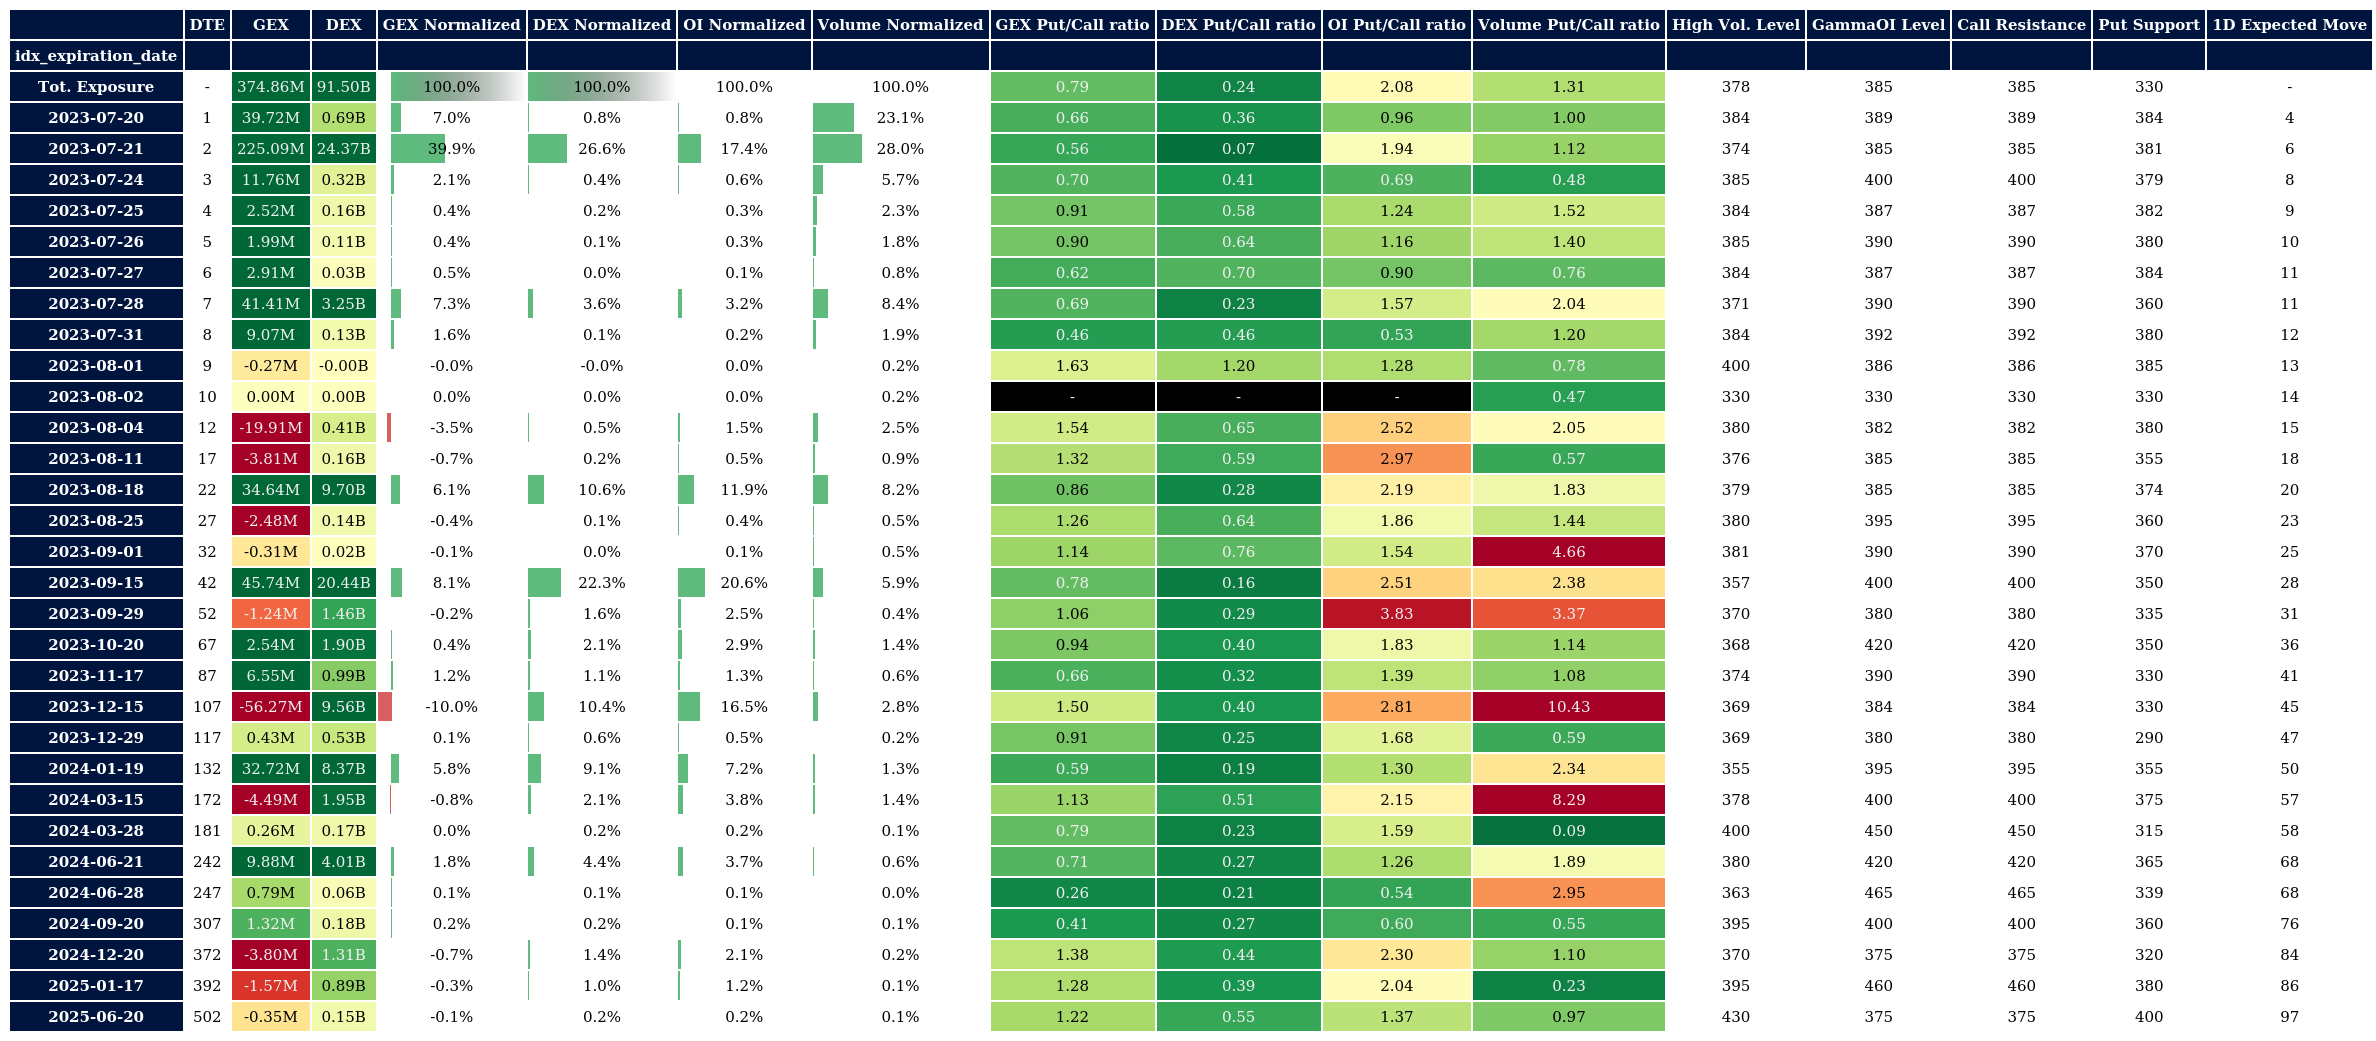 DTE GEX DEX GEX Normalized DEX Normalized OI Normalized Volume Normalized GEX Put/Call ratio DEX Put/Call ratio OI Put/Call ratio Volume Put/Call ratio High Vol. Level GammaOI Level Call Resistance Put Support 1D Expected Move
idx_expiration_date
Tot. Exposure - 374.86M 91.50B 100.0% 100.0% 100.0% 100.0% 0.79 0.24 2.08 1.31 378 385 385 330 -
2023-07-20 1 39.72M 0.69B 7.0% 0.8% 0.8% 23.1% 0.66 0.36 0.96 1.00 384 389 389 384 4
2023-07-21 2 225.09M 24.37B 39.9% 26.6% 17.4% 28.0% 0.56 0.07 1.94 1.12 374 385 385 381 6
2023-07-24 3 11.76M 0.32B 2.1% 0.4% 0.6% 5.7% 0.70 0.41 0.69 0.48 385 400 400 379 8
2023-07-25 4 2.52M 0.16B 0.4% 0.2% 0.3% 2.3% 0.91 0.58 1.24 1.52 384 387 387 382 9
2023-07-26 5 1.99M 0.11B 0.4% 0.1% 0.3% 1.8% 0.90 0.64 1.16 1.40 385 390 390 380 10
2023-07-27 6 2.91M 0.03B 0.5% 0.0% 0.1% 0.8% 0.62 0.70 0.90 0.76 384 387 387 384 11
2023-07-28 7 41.41M 3.25B 7.3% 3.6% 3.2% 8.4% 0.69 0.23 1.57 2.04 371 390 390 360 11
2023-07-31 8 9.07M 0.13B 1.6% 0.1% 0.2% 1.9% 0.46 0.46 0.53 1.20 384 392 392 380 12
2023-08-01 9 -0.27M -0.00B -0.0% -0.0% 0.0% 0.2% 1.63 1.20 1.28 0.78 400 386 386 385 13
2023-08-02 10 0.00M 0.00B 0.0% 0.0% 0.0% 0.2% - - - 0.47 330 330 330 330 14
2023-08-04 12 -19.91M 0.41B -3.5% 0.5% 1.5% 2.5% 1.54 0.65 2.52 2.05 380 382 382 380 15
2023-08-11 17 -3.81M 0.16B -0.7% 0.2% 0.5% 0.9% 1.32 0.59 2.97 0.57 376 385 385 355 18
2023-08-18 22 34.64M 9.70B 6.1% 10.6% 11.9% 8.2% 0.86 0.28 2.19 1.83 379 385 385 374 20
2023-08-25 27 -2.48M 0.14B -0.4% 0.1% 0.4% 0.5% 1.26 0.64 1.86 1.44 380 395 395 360 23
2023-09-01 32 -0.31M 0.02B -0.1% 0.0% 0.1% 0.5% 1.14 0.76 1.54 4.66 381 390 390 370 25
2023-09-15 42 45.74M 20.44B 8.1% 22.3% 20.6% 5.9% 0.78 0.16 2.51 2.38 357 400 400 350 28
2023-09-29 52 -1.24M 1.46B -0.2% 1.6% 2.5% 0.4% 1.06 0.29 3.83 3.37 370 380 380 335 31
2023-10-20 67 2.54M 1.90B 0.4% 2.1% 2.9% 1.4% 0.94 0.40 1.83 1.14 368 420 420 350 36
2023-11-17 87 6.55M 0.99B 1.2% 1.1% 1.3% 0.6% 0.66 0.32 1.39 1.08 374 390 390 330 41
2023-12-15 107 -56.27M 9.56B -10.0% 10.4% 16.5% 2.8% 1.50 0.40 2.81 10.43 369 384 384 330 45
2023-12-29 117 0.43M 0.53B 0.1% 0.6% 0.5% 0.2% 0.91 0.25 1.68 0.59 369 380 380 290 47
2024-01-19 132 32.72M 8.37B 5.8% 9.1% 7.2% 1.3% 0.59 0.19 1.30 2.34 355 395 395 355 50
2024-03-15 172 -4.49M 1.95B -0.8% 2.1% 3.8% 1.4% 1.13 0.51 2.15 8.29 378 400 400 375 57
2024-03-28 181 0.26M 0.17B 0.0% 0.2% 0.2% 0.1% 0.79 0.23 1.59 0.09 400 450 450 315 58
2024-06-21 242 9.88M 4.01B 1.8% 4.4% 3.7% 0.6% 0.71 0.27 1.26 1.89 380 420 420 365 68
2024-06-28 247 0.79M 0.06B 0.1% 0.1% 0.1% 0.0% 0.26 0.21 0.54 2.95 363 465 465 339 68
2024-09-20 307 1.32M 0.18B 0.2% 0.2% 0.1% 0.1% 0.41 0.27 0.60 0.55 395 400 400 360 76
2024-12-20 372 -3.80M 1.31B -0.7% 1.4% 2.1% 0.2% 1.38 0.44 2.30 1.10 370 375 375 320 84
2025-01-17 392 -1.57M 0.89B -0.3% 1.0% 1.2% 0.1% 1.28 0.39 2.04 0.23 395 460 460 380 86
2025-06-20 502 -0.35M 0.15B -0.1% 0.2% 0.2% 0.1% 1.22 0.55 1.37 0.97 430 375 375 400 97